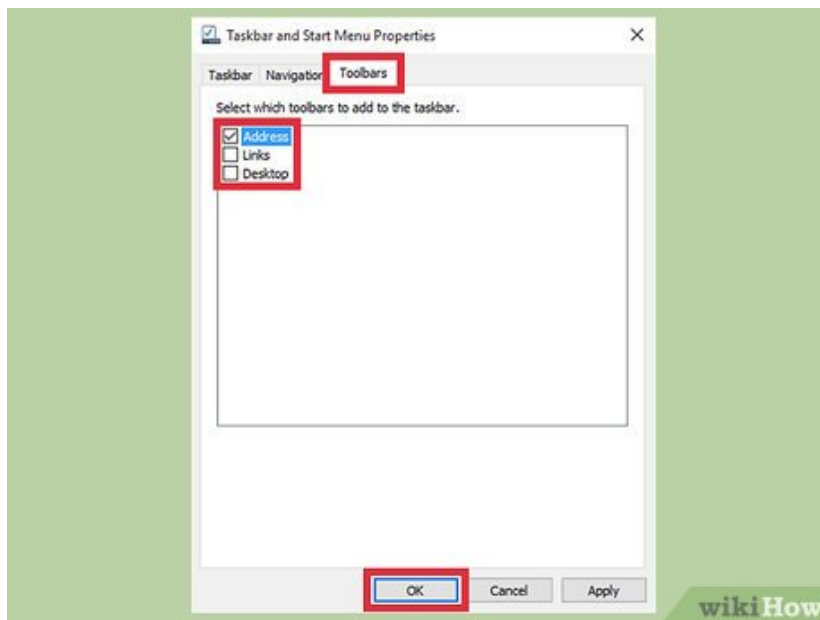 Taskbar and Start Menu Properties
Taskbar Navigation Toolbars
Select which toolbars to add to the taskbar.
Address
Links
Desktop
OK Cancel Apply
wikiHow